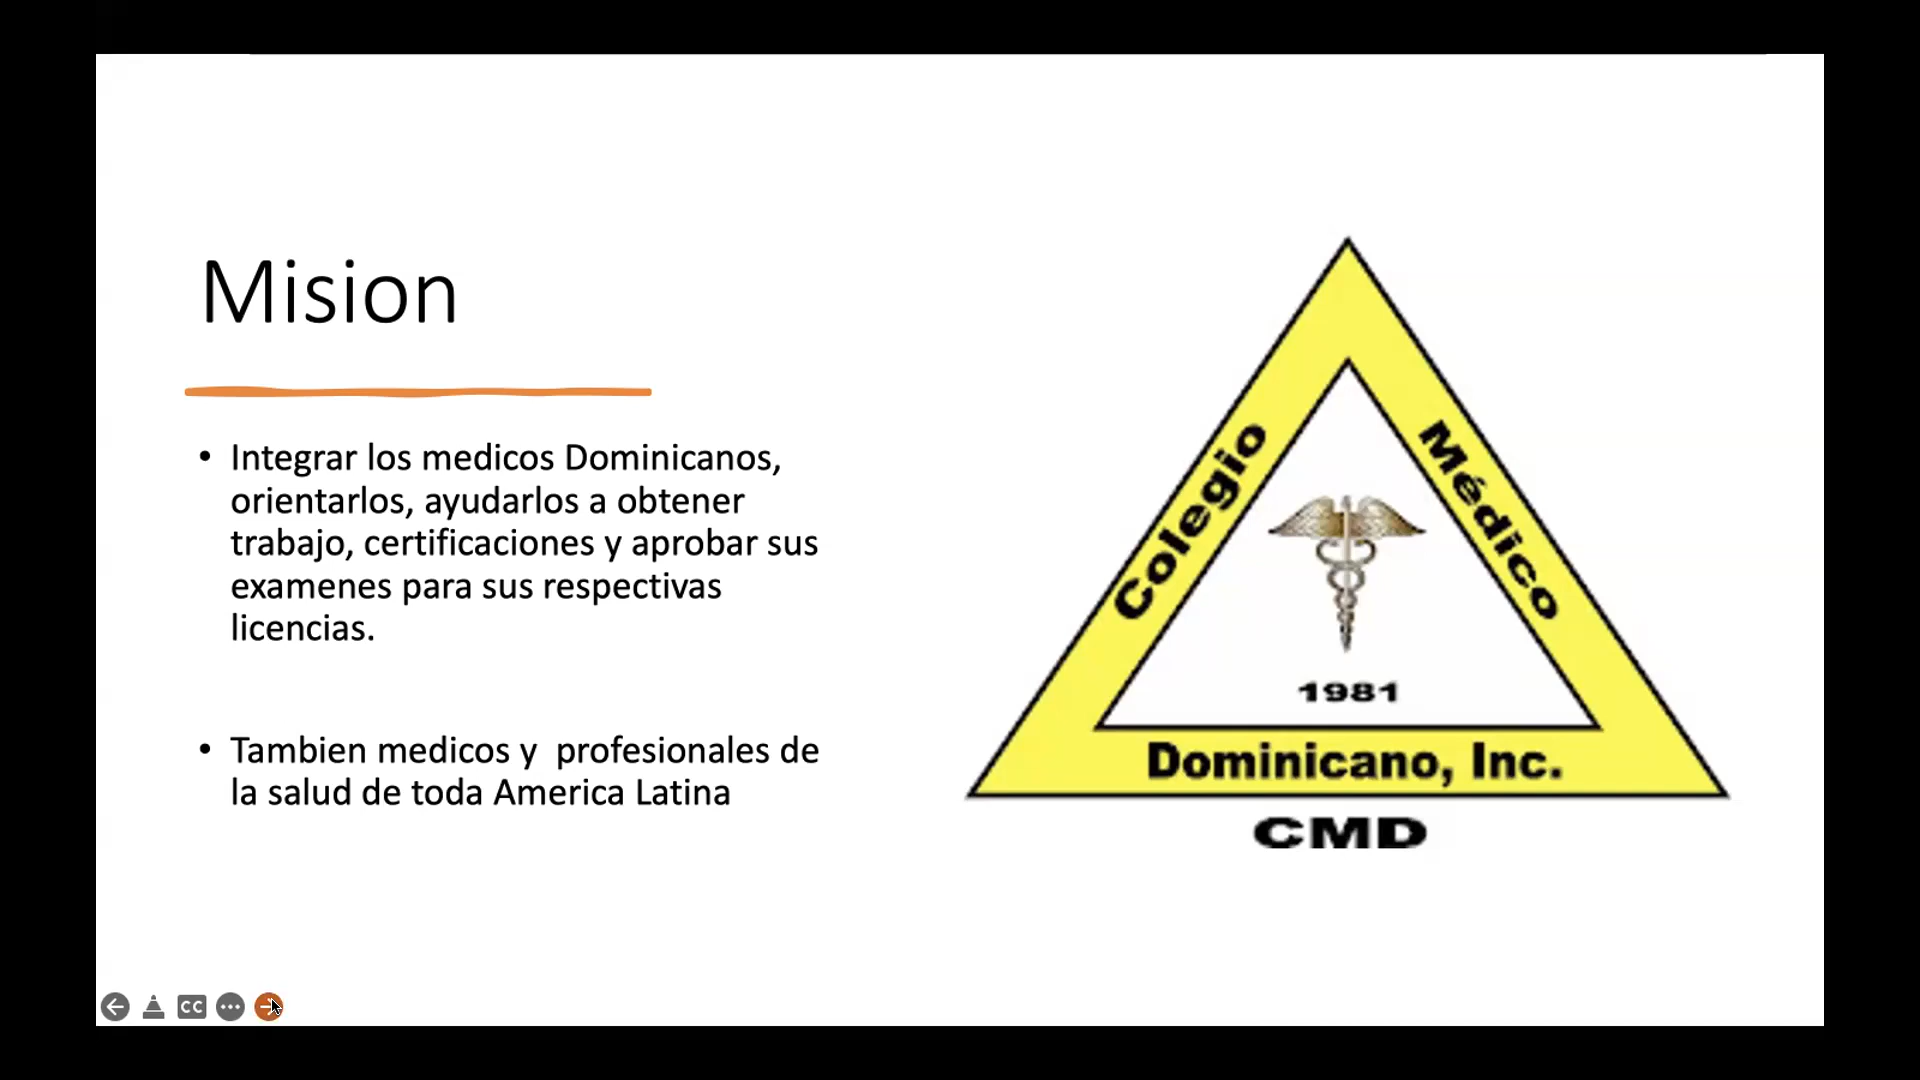 Mision
• Integrar los medicos Dominicanos,
orientarlos, ayudarlos a obtener
trabajo, certificaciones y aprobar sus
examenes para sus respectivas
licencias.
• Tambien medicos y  profesionales de
la salud de toda America Latina
Colegio
Médico
1981
Dominicano, Inc.
CMD
CC